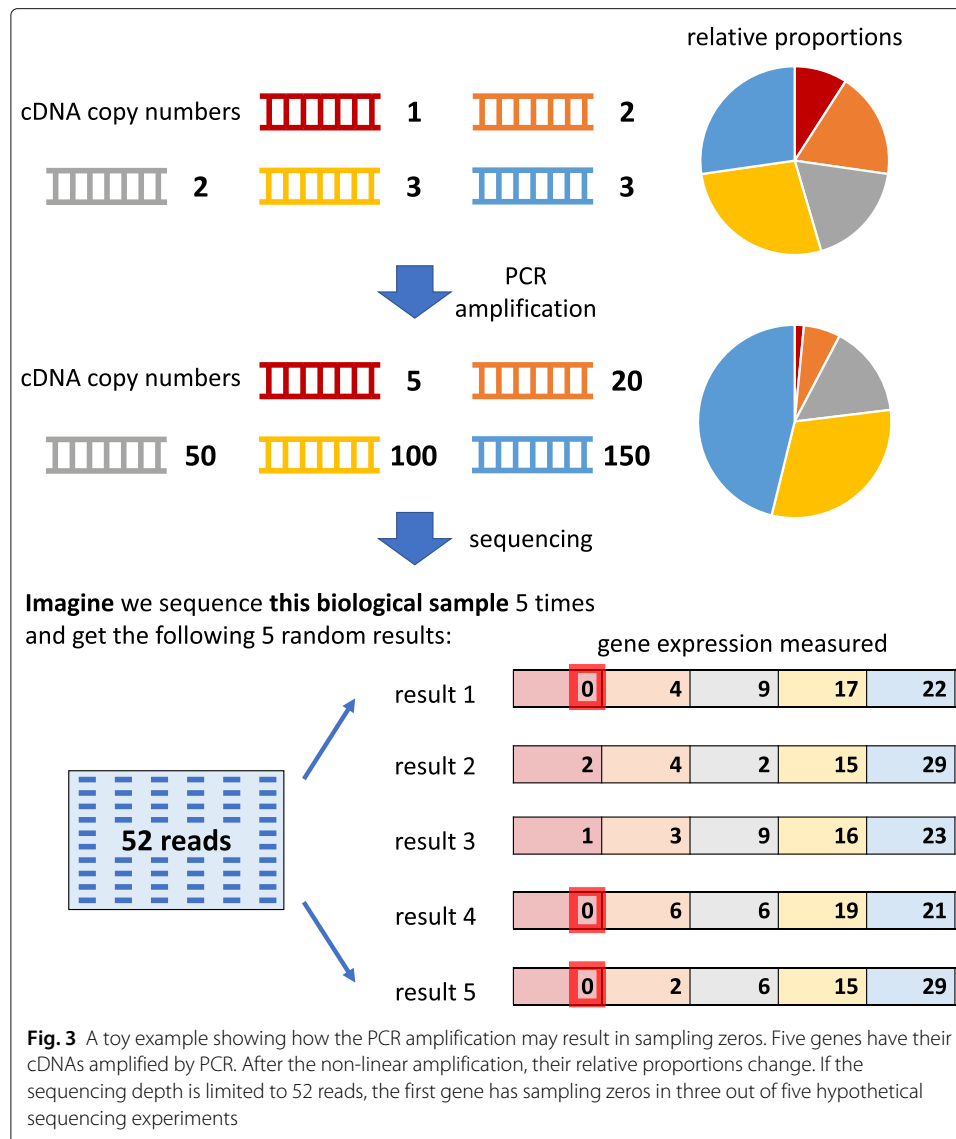 relative proportions
cDNA copy numbers 1 2
2 3 3
PCR
amplification
cDNA copy numbers 5 20
50 100 150
sequencing
Imagine we sequence this biological sample 5 times
and get the following 5 random results:
gene expression measured
result 1 0 4 9 17 22
result 2 2 4 2 15 29
52 reads
result 3 1 3 9 16 23
result 4 0 6 6 19 21
result 5 0 2 6 15 29
Fig. 3 A toy example showing how the PCR amplification may result in sampling zeros. Five genes have their
cDNAs amplified by PCR. After the non-linear amplification, their relative proportions change. If the
sequencing depth is limited to 52 reads, the first gene has sampling zeros in three out of five hypothetical
sequencing experiments